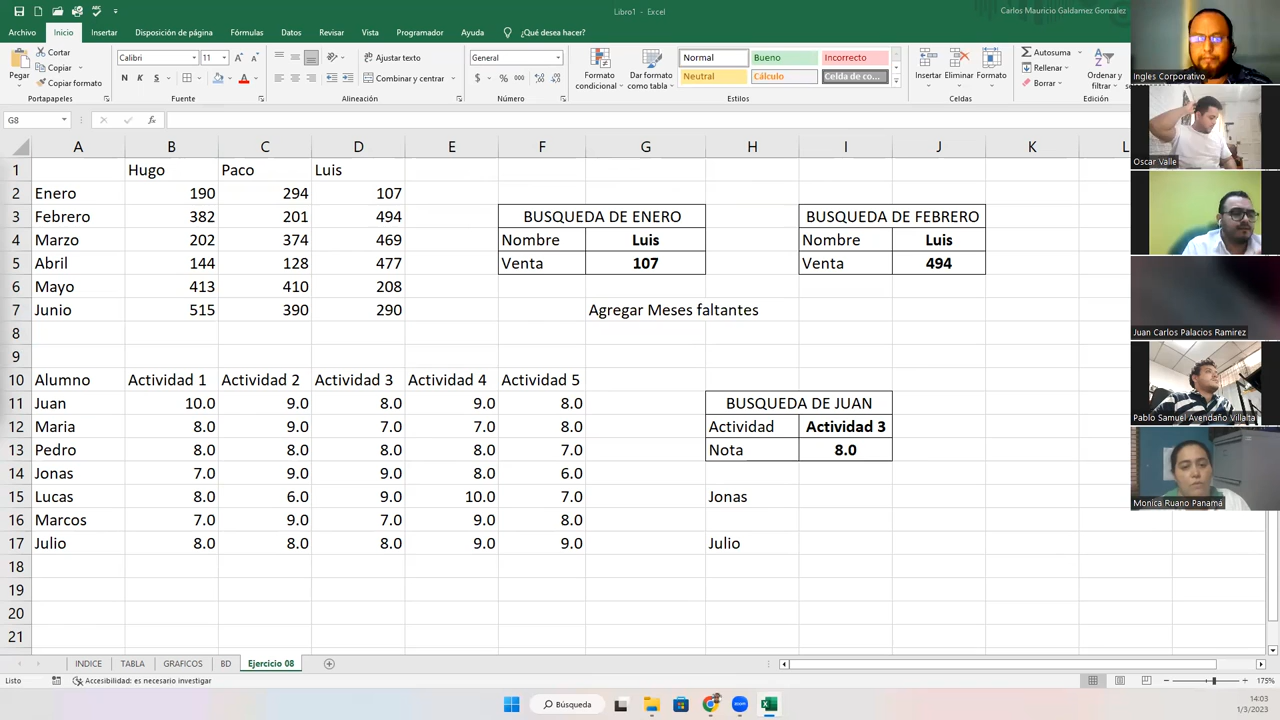 Libro1 - Excel
Carlos Mauricio Galdamez Gonzalez
Archivo Inicio Insertar Disposición de página Fórmulas Datos Revisar Vista Programador Ayuda ¿Qué desea hacer?
Pegar
Cortar
Copiar
Copiar formato
Portapapeles
Calibri 11
N K S
Fuente
Ajustar texto
Combinar y centrar
Alineación
General
$ % 000
Número
Formato condicional
Dar formato como tabla
Normal Bueno Incorrecto
Neutral Cálculo Celda de co...
Estilos
Insertar Eliminar Formato
Celdas
Autosuma
Rellenar
Borrar
Ordenar y filtrar
Edición
G8
fx
A B C D E F G H I J K L
1 Hugo Paco Luis
2 Enero 190 294 107
3 Febrero 382 201 494 BUSQUEDA DE ENERO BUSQUEDA DE FEBRERO
4 Marzo 202 374 469 Nombre Luis Nombre Luis
5 Abril 144 128 477 Venta 107 Venta 494
6 Mayo 413 410 208
7 Junio 515 390 290 Agregar Meses faltantes
8
9
10 Alumno Actividad 1 Actividad 2 Actividad 3 Actividad 4 Actividad 5
11 Juan 10.0 9.0 8.0 9.0 8.0 BUSQUEDA DE JUAN
12 Maria 8.0 9.0 7.0 7.0 8.0 Actividad Actividad 3
13 Pedro 8.0 8.0 8.0 8.0 7.0 Nota 8.0
14 Jonas 7.0 9.0 9.0 8.0 6.0
15 Lucas 8.0 6.0 9.0 10.0 7.0 Jonas
16 Marcos 7.0 9.0 7.0 9.0 8.0
17 Julio 8.0 8.0 8.0 9.0 9.0 Julio
18
19
20
21
INDICE TABLA GRAFICOS BD Ejercicio 08
Listo Accesibilidad: es necesario investigar 175%
Búsqueda
14:03
1/3/2023
Ingles Corporativo
Oscar Valle
Juan Carlos Palacios Ramirez
Pablo Samuel Avendaño Villalta
Monica Ruano Panamá